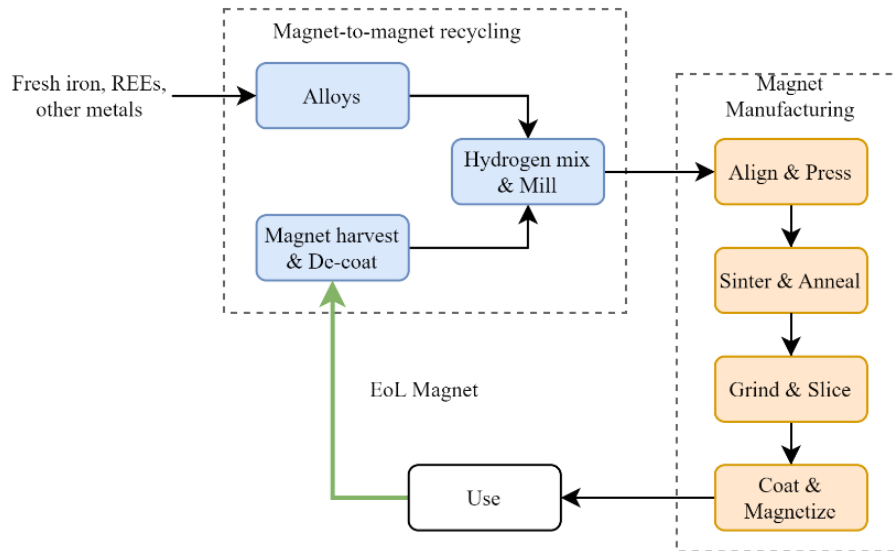 Magnet-to-magnet recycling
Fresh iron, REEs,
other metals
Alloys
Hydrogen mix
& Mill
Magnet harvest
& De-coat
Magnet
Manufacturing
Align & Press
Sinter & Anneal
Grind & Slice
Coat &
Magnetize
EoL Magnet
Use